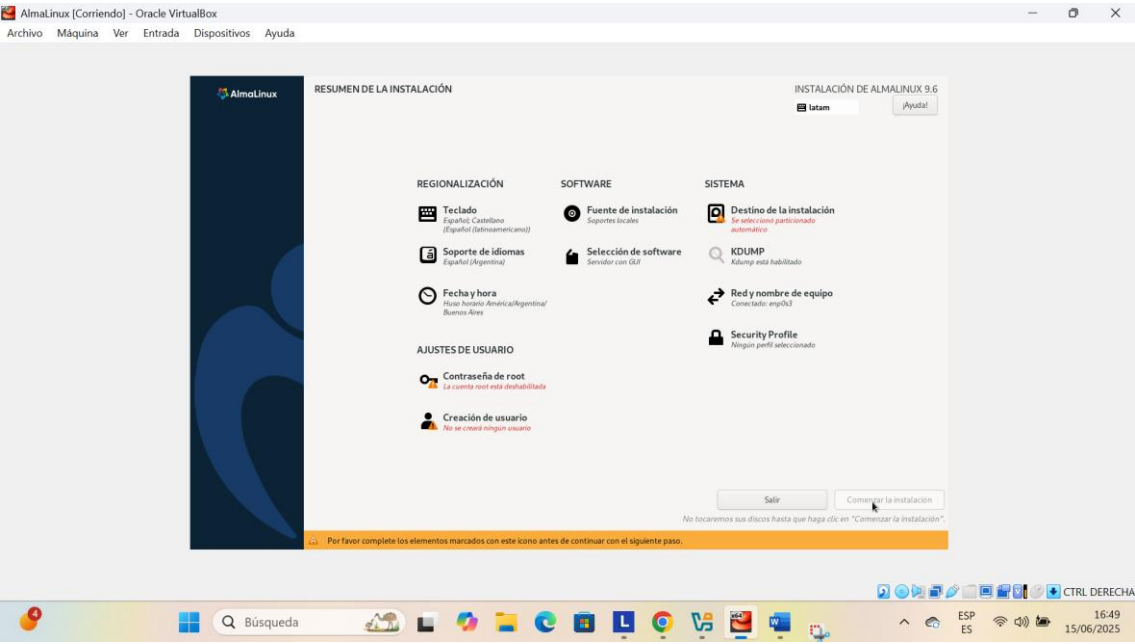 AlmaLinux [Corriendo] - Oracle VirtualBox
Archivo Máquina Ver Entrada Dispositivos Ayuda
AlmaLinux
RESUMEN DE LA INSTALACIÓN
INSTALACIÓN DE ALMALINUX 9.6
latam
¡Ayuda!
REGIONALIZACIÓN
Teclado
Español; Castellano
(Español (latinoamericano))
Soporte de idiomas
Español (Argentina)
Fecha y hora
Huso horario América/Argentina/
Buenos Aires
AJUSTES DE USUARIO
Contraseña de root
La cuenta root está deshabilitada
Creación de usuario
No se creará ningún usuario
SOFTWARE
Fuente de instalación
Soportes locales
Selección de software
Servidor con GUI
SISTEMA
Destino de la instalación
Se selecciono particionado
automático
KDUMP
Kdump está habilitado
Red y nombre de equipo
Conectado: enp0s3
Security Profile
Ningún perfil seleccionado
Salir
Comenzar la instalación
No tocaremos sus discos hasta que haga clic en "Comenzar la instalación".
Por favor complete los elementos marcados con este icono antes de continuar con el siguiente paso.
CTRL DERECHA
4
Búsqueda
L
x64
W
ESP
ES
16:49
15/06/2025